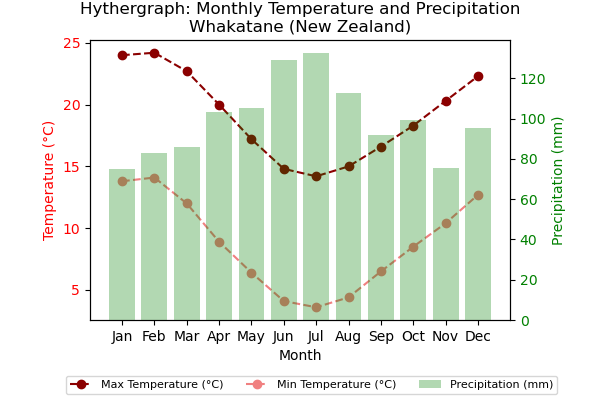 Hythergraph: Monthly Temperature and Precipitation
Whakatane (New Zealand)
25
20
15
10
5
Temperature (°C)
120
100
80
60
40
20
0
Precipitation (mm)
Jan Feb Mar Apr May Jun Jul Aug Sep Oct Nov Dec
Month
Max Temperature (°C) Min Temperature (°C) Precipitation (mm)